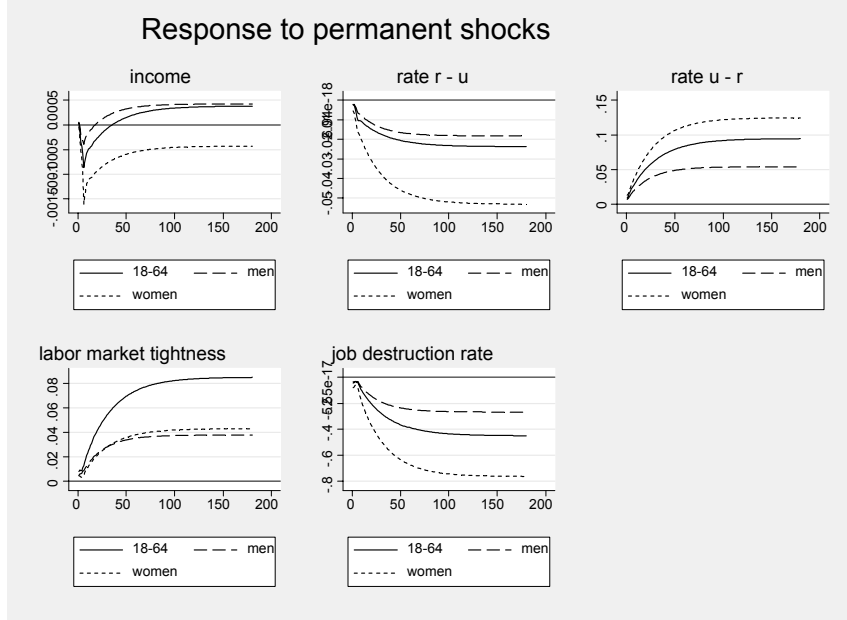 Response to permanent shocks
income
rate r - u
rate u - r
.0005
0
-.05
.15
.1
.05
0
0 50 100 150 200
0 50 100 150 200
0 50 100 150 200
18-64 men
women
18-64 men
women
18-64 men
women
labor market tightness
job destruction rate
.08
.06
.04
.02
0
-.4
-.6
-.8
0 50 100 150 200
0 50 100 150 200
18-64 men
women
18-64 men
women